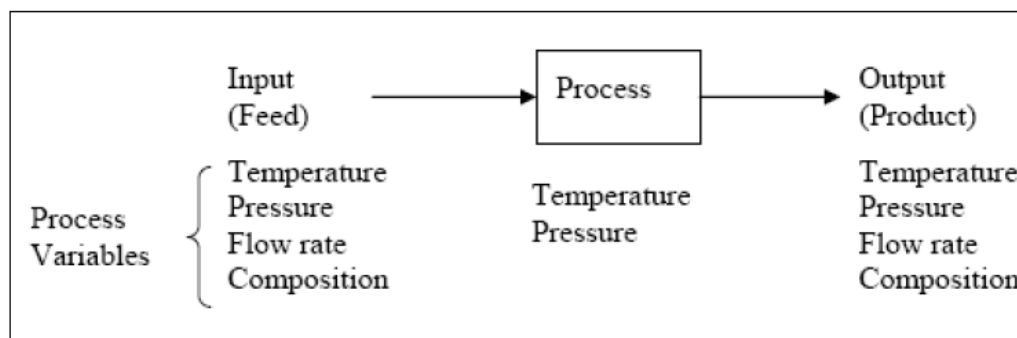 Input
(Feed)
Process
Output
(Product)
Process
Variables
Temperature
Pressure
Flow rate
Composition
Temperature
Pressure
Temperature
Pressure
Flow rate
Composition